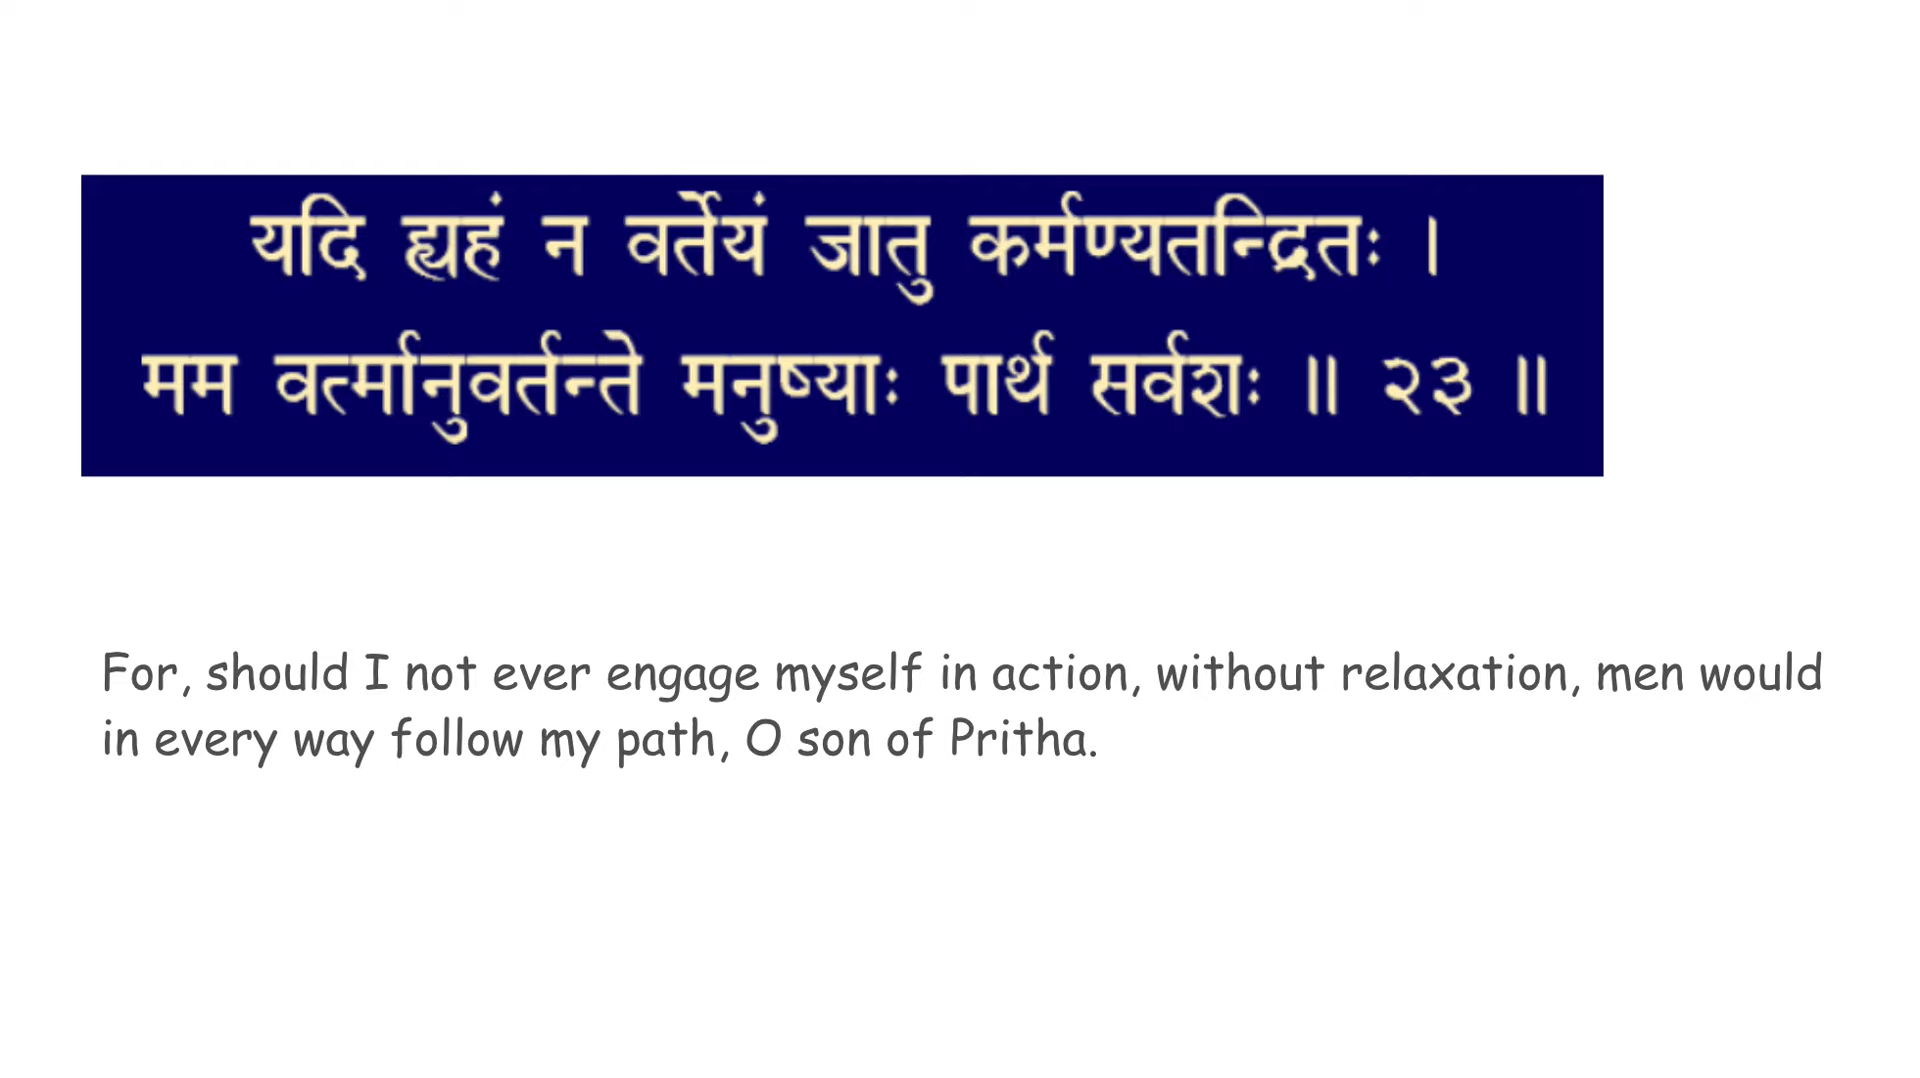 यदि ह्यहं न वर्तेयं जातु कर्मण्यतन्द्रितः ।
मम वर्त्मानुवर्तन्ते मनुष्याः पार्थ सर्वशः ॥ २३ ॥
For, should I not ever engage myself in action, without relaxation, men would
in every way follow my path, O son of Pritha.